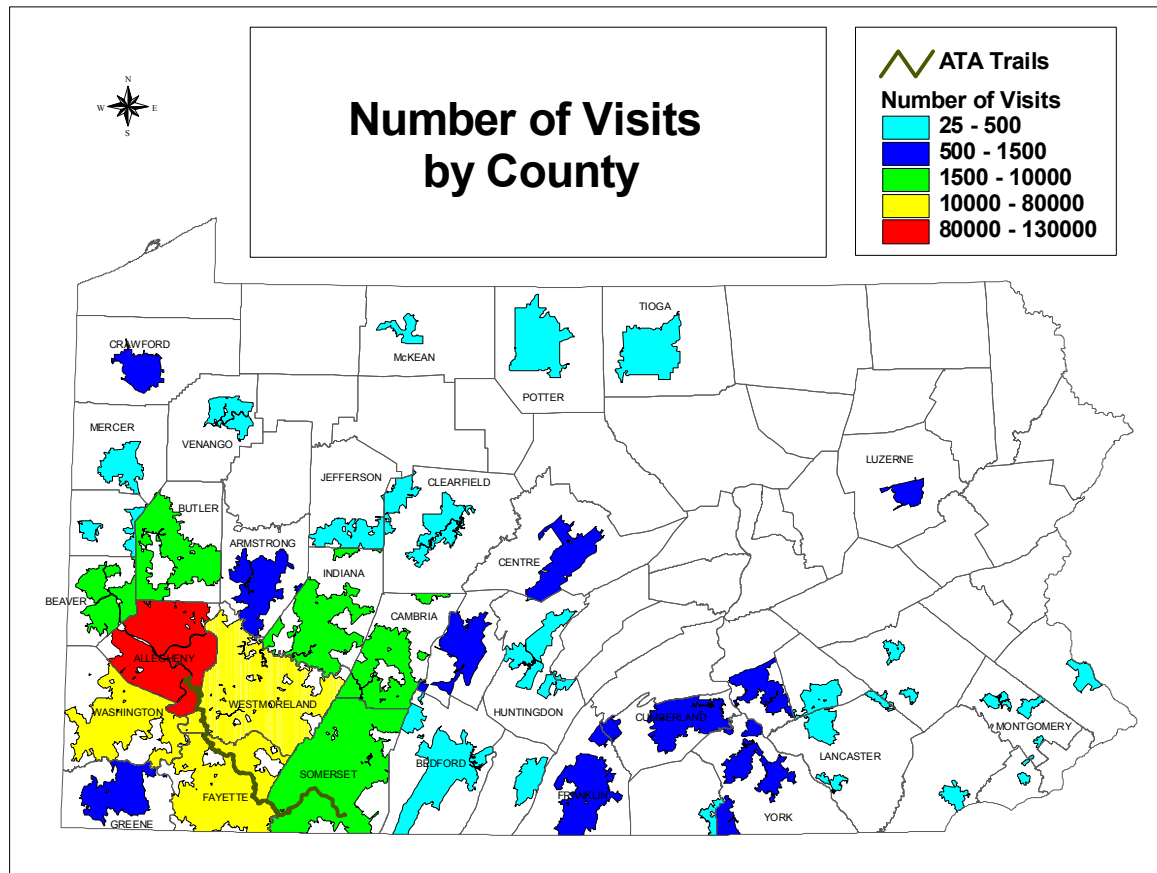 Number of Visits
by County
ATA Trails
Number of Visits
25 - 500
500 - 1500
1500 - 10000
10000 - 80000
80000 - 130000
N
W E
S
TIOGA
CRAWFORD
McKEAN
POTTER
MERCER
VENANGO
LUZERNE
JEFFERSON
CLEARFIELD
BUTLER
ARMSTRONG
CENTRE
INDIANA
BEAVER
CAMBRIA
ALLEGHENY
WESTMORELAND
WASHINGTON
HUNTINGDON
CUMBERLAND
MONTGOMERY
LANCASTER
BEDFORD
SOMERSET
FAYETTE
FRANKLIN
GREENE
YORK